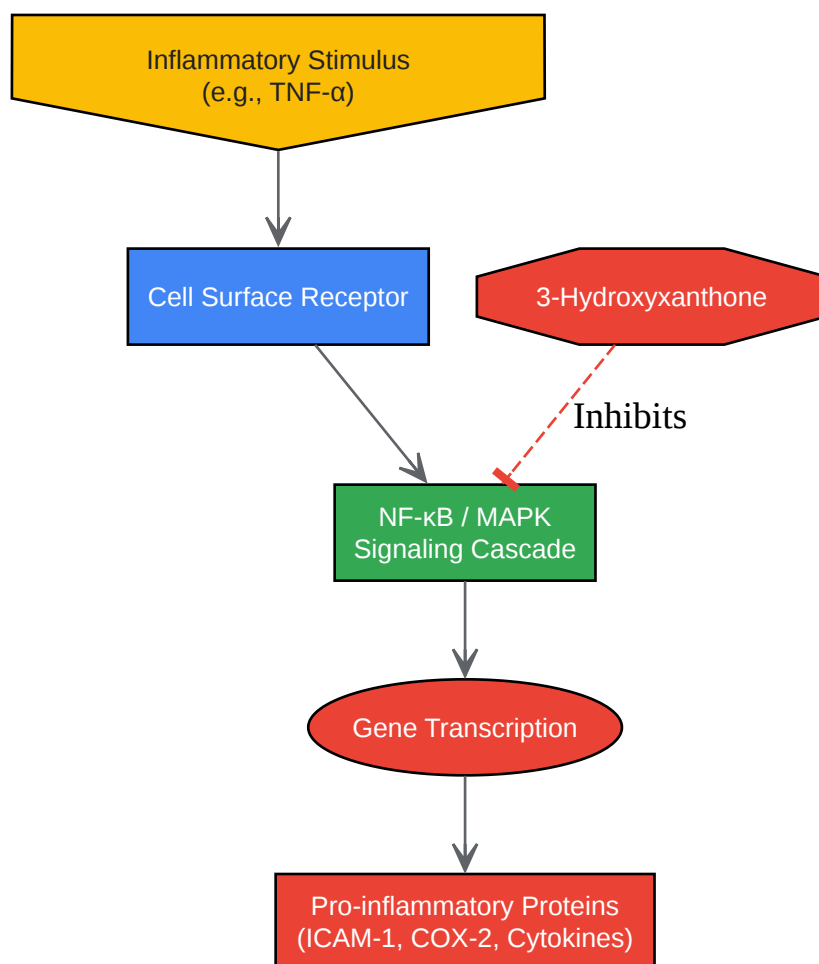 Inflammatory Stimulus
(e.g., TNF-α)
Cell Surface Receptor
3-Hydroxyxanthone
Inhibits
NF-κB / MAPK
Signaling Cascade
Gene Transcription
Pro-inflammatory Proteins
(ICAM-1, COX-2, Cytokines)